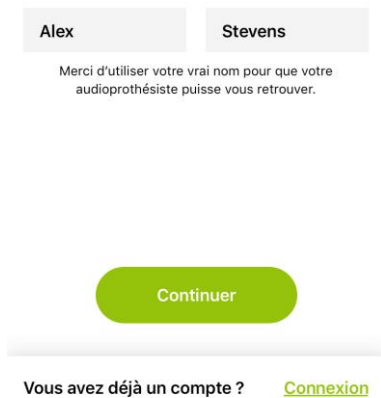 Alex Stevens
Merci d’utiliser votre vrai nom pour que votre
audioprothésiste puisse vous retrouver.
Continuer
Vous avez déjà un compte ? Connexion